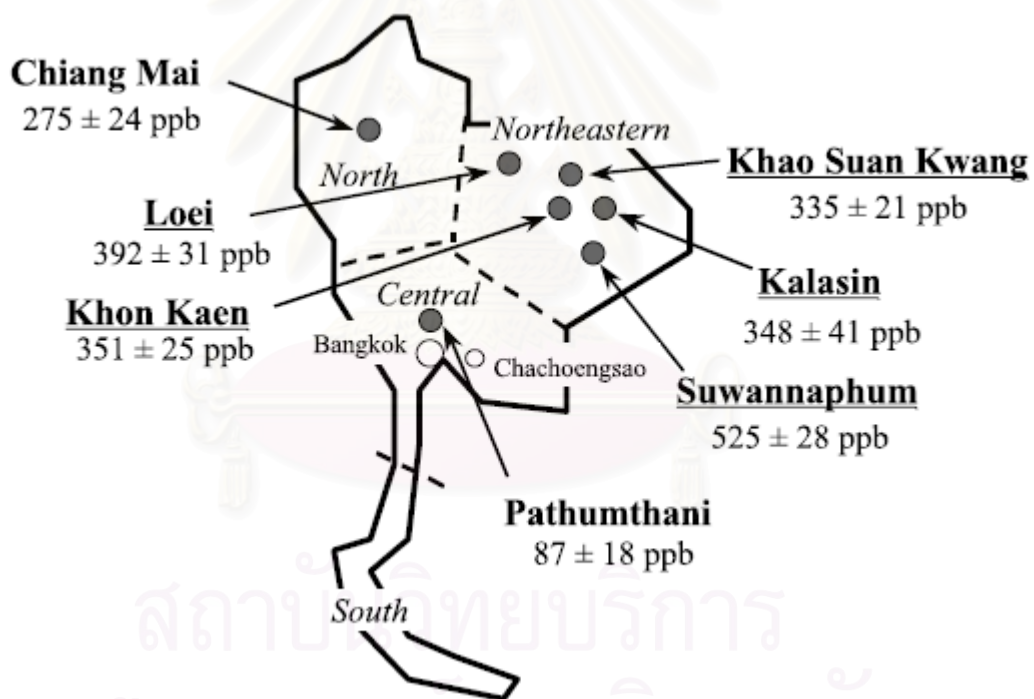 Chiang Mai
275 ± 24 ppb
Northeastern
North
Khao Suan Kwang
335 ± 21 ppb
Loei
392 ± 31 ppb
Kalasin
348 ± 41 ppb
Central
Khon Kaen
351 ± 25 ppb
Bangkok
Chachoengsao
Suwannaphum
525 ± 28 ppb
Pathumthani
87 ± 18 ppb
South
สถาบันวิทยบริการ